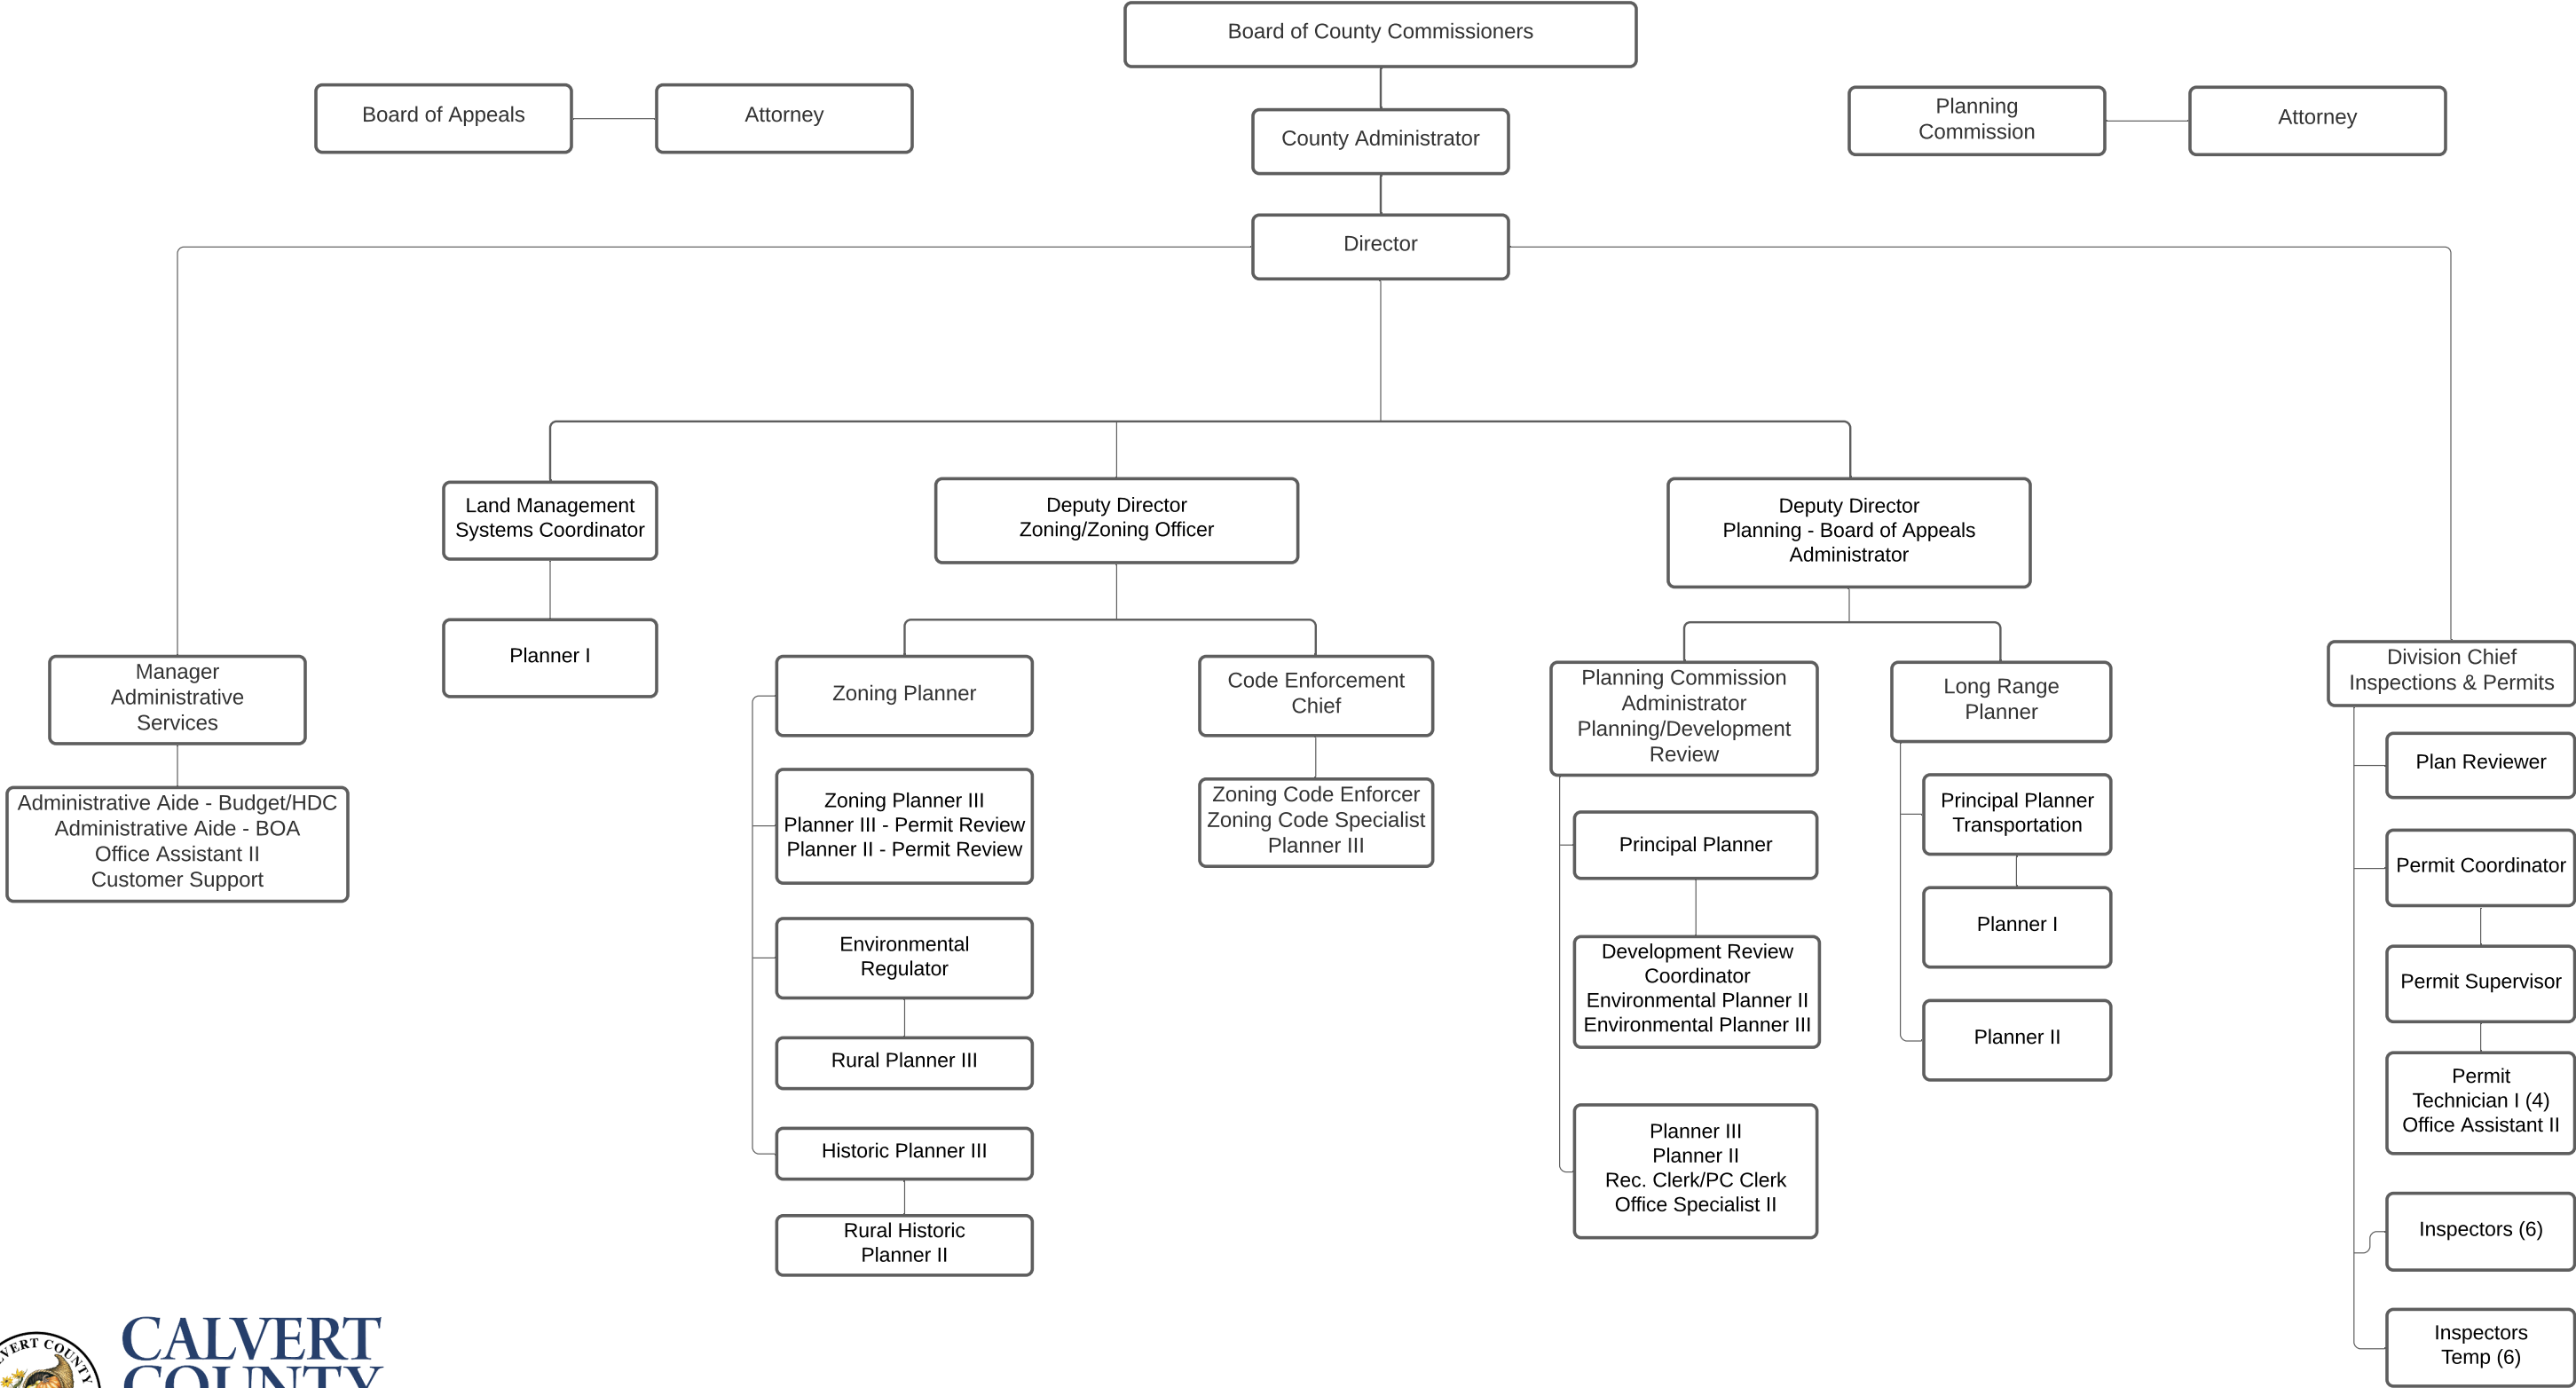 Board of County Commissioners
Board of Appeals
Attorney
County Administrator
Planning
Commission
Attorney
Director
Land Management
Systems Coordinator
Planner I
Deputy Director
Zoning/Zoning Officer
Deputy Director
Planning - Board of Appeals
Administrator
Manager
Administrative
Services
Administrative Aide - Budget/HDC
Administrative Aide - BOA
Office Assistant II
Customer Support
Zoning Planner
Zoning Planner III
Planner III - Permit Review
Planner II - Permit Review
Environmental
Regulator
Rural Planner III
Historic Planner III
Rural Historic
Planner II
Code Enforcement
Chief
Zoning Code Enforcer
Zoning Code Specialist
Planner III
Planning Commission
Administrator
Planning/Development
Review
Principal Planner
Development Review
Coordinator
Environmental Planner II
Environmental Planner III
Planner III
Planner II
Rec. Clerk/PC Clerk
Office Specialist II
Long Range
Planner
Principal Planner
Transportation
Planner I
Planner II
Division Chief
Inspections & Permits
Plan Reviewer
Permit Coordinator
Permit Supervisor
Permit
Technician I (4)
Office Assistant II
Inspectors (6)
Inspectors
Temp (6)
VERT COUNTY
CALVERT
COUNTY